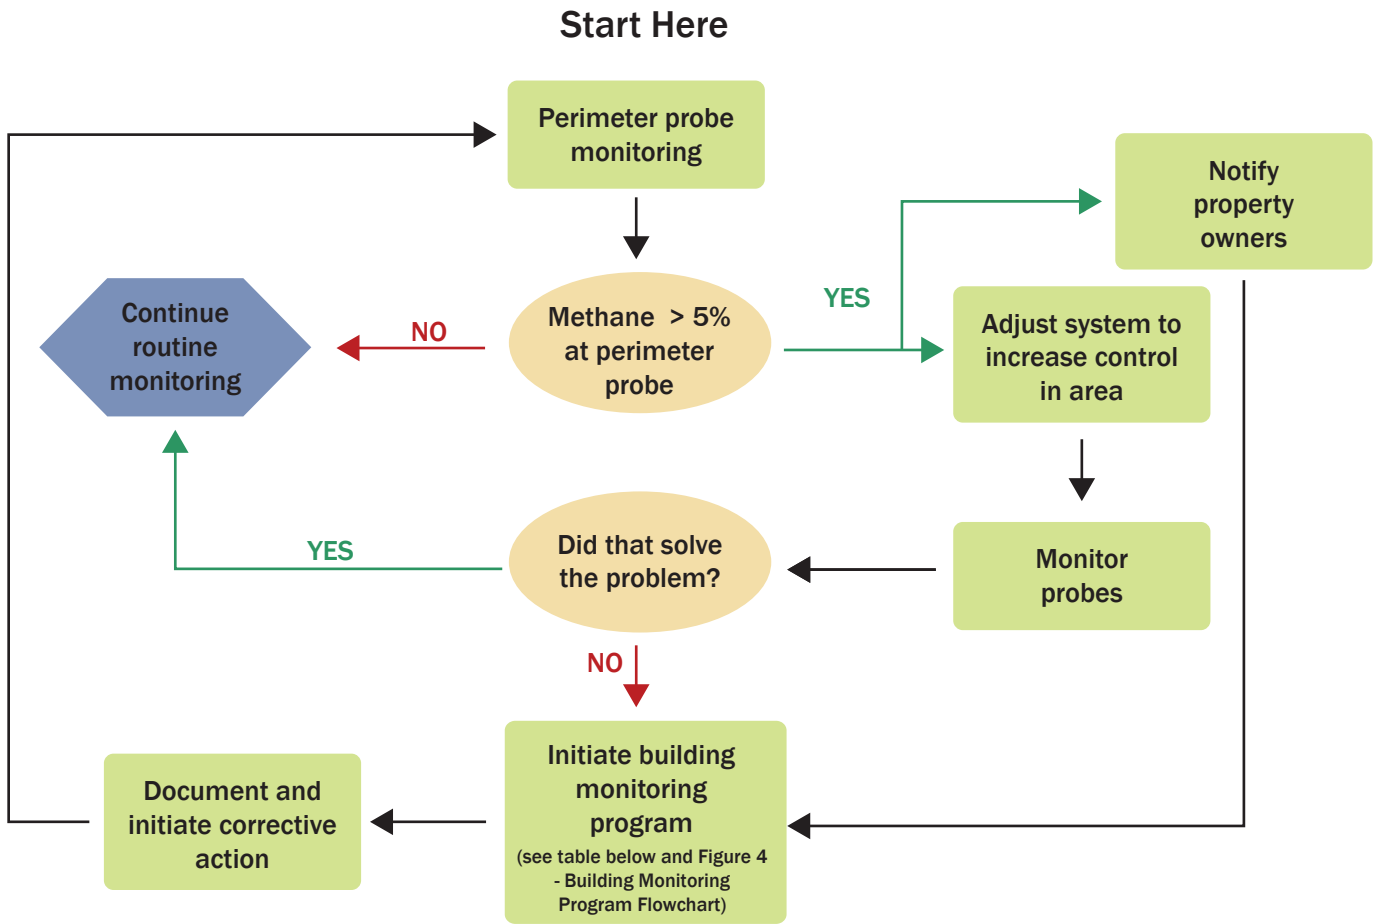 Start Here
Perimeter probe
monitoring
Notify
property
owners
YES
Continue
routine
monitoring
NO
Methane > 5%
at perimeter
probe
Adjust system to
increase control
in area
YES
Did that solve
the problem?
Monitor
probes
NO
Initiate building
monitoring
program
(see table below and Figure 4
- Building Monitoring
Program Flowchart)
Document and
initiate corrective
action